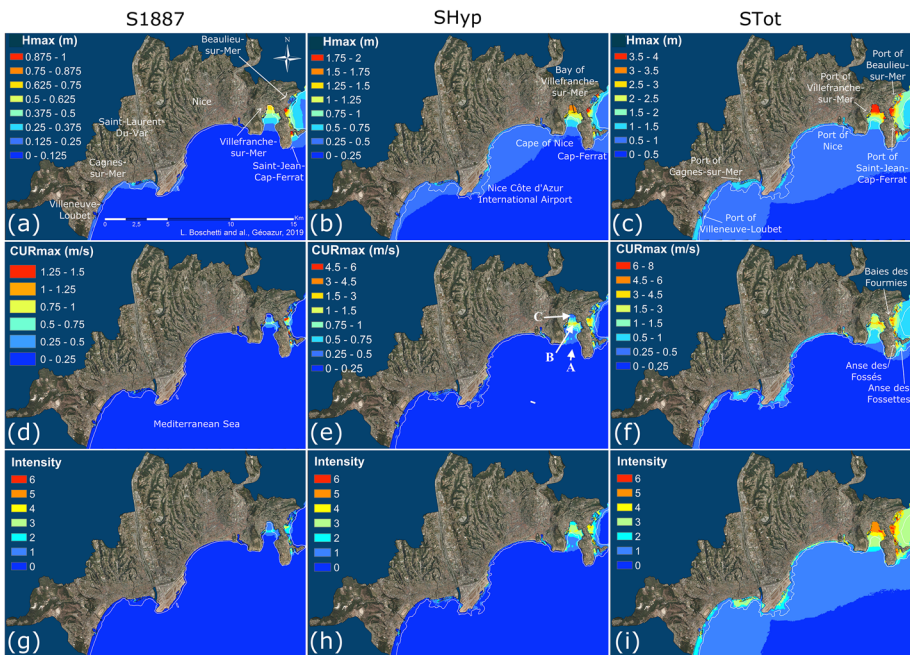 S1887
SHyp
STot
Hmax (m)
0.875 - 1
0.75 - 0.875
0.625 - 0.75
0.5 - 0.625
0.375 - 0.5
0.25 - 0.375
0.125 - 0.25
0 - 0.125
Beaulieu-
sur-Mer
N
Nice
Saint-Laurent-
Du-Var
Villefranche-
sur-Mer
Cagnes-
sur-Mer
Saint-Jean-
Cap-Ferrat
Villeneuve-
Loubet
Km
0 2,5 5 10 15
L. Boschetti and al., Géoazur, 2019
(a)
Hmax (m)
1.75 - 2
1.5 - 1.75
1.25 - 1.5
1 - 1.25
0.75 - 1
0.5 - 0.75
0.25 - 0.5
0 - 0.25
Bay of
Villefranche-
sur-Mer
Cape of Nice
Cap-Ferrat
Nice Côte d'Azur
International Airport
(b)
Hmax (m)
3.5 - 4
3 - 3.5
2.5 - 3
2 - 2.5
1.5 - 2
1 - 1.5
0.5 - 1
0 - 0.5
Port of
Beaulieu-
sur-Mer
Port of
Villefranche-
sur-Mer
Port of
Nice
Port of
Cagnes-sur-Mer
Port of
Saint-Jean-
Cap-Ferrat
Port of
Villeneuve-Loubet
(c)
CURmax (m/s)
1.25 - 1.5
1 - 1.25
0.75 - 1
0.5 - 0.75
0.25 - 0.5
0 - 0.25
Mediterranean Sea
(d)
CURmax (m/s)
4.5 - 6
3 - 4.5
1.5 - 3
1 - 1.5
0.75 - 1
0.5 - 0.75
0.25 - 0.5
0 - 0.25
C
B
A
(e)
CURmax (m/s)
6 - 8
4.5 - 6
3 - 4.5
1.5 - 3
1 - 1.5
0.5 - 1
0.25 - 0.5
0 - 0.25
Baies des
Fourmies
Anse des
Fossés
Anse des
Fossettes
(f)
Intensity
6
5
4
3
2
1
0
(g)
Intensity
6
5
4
3
2
1
0
(h)
Intensity
6
5
4
3
2
1
0
(i)